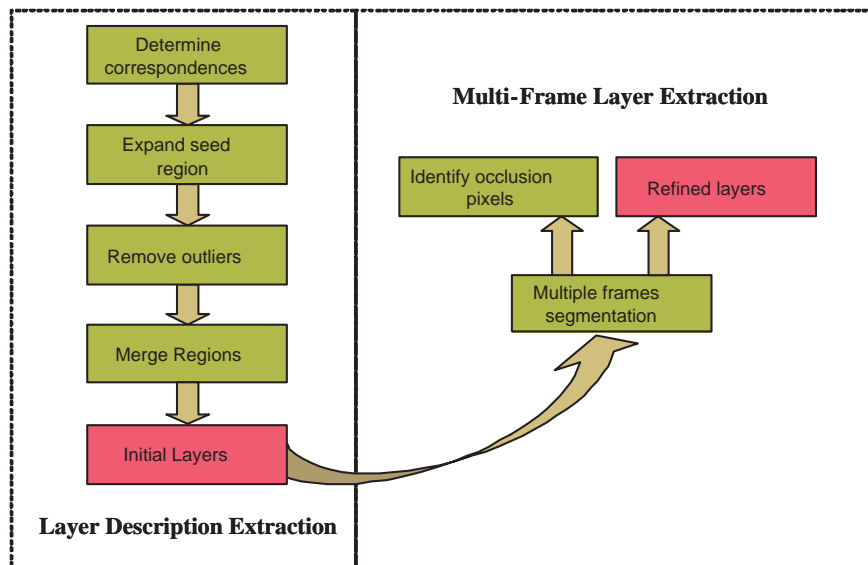 Determine
correspondences
Expand seed
region
Remove outliers
Merge Regions
Initial Layers
Layer Description Extraction
Multi-Frame Layer Extraction
Identify occlusion
pixels
Refined layers
Multiple frames
segmentation